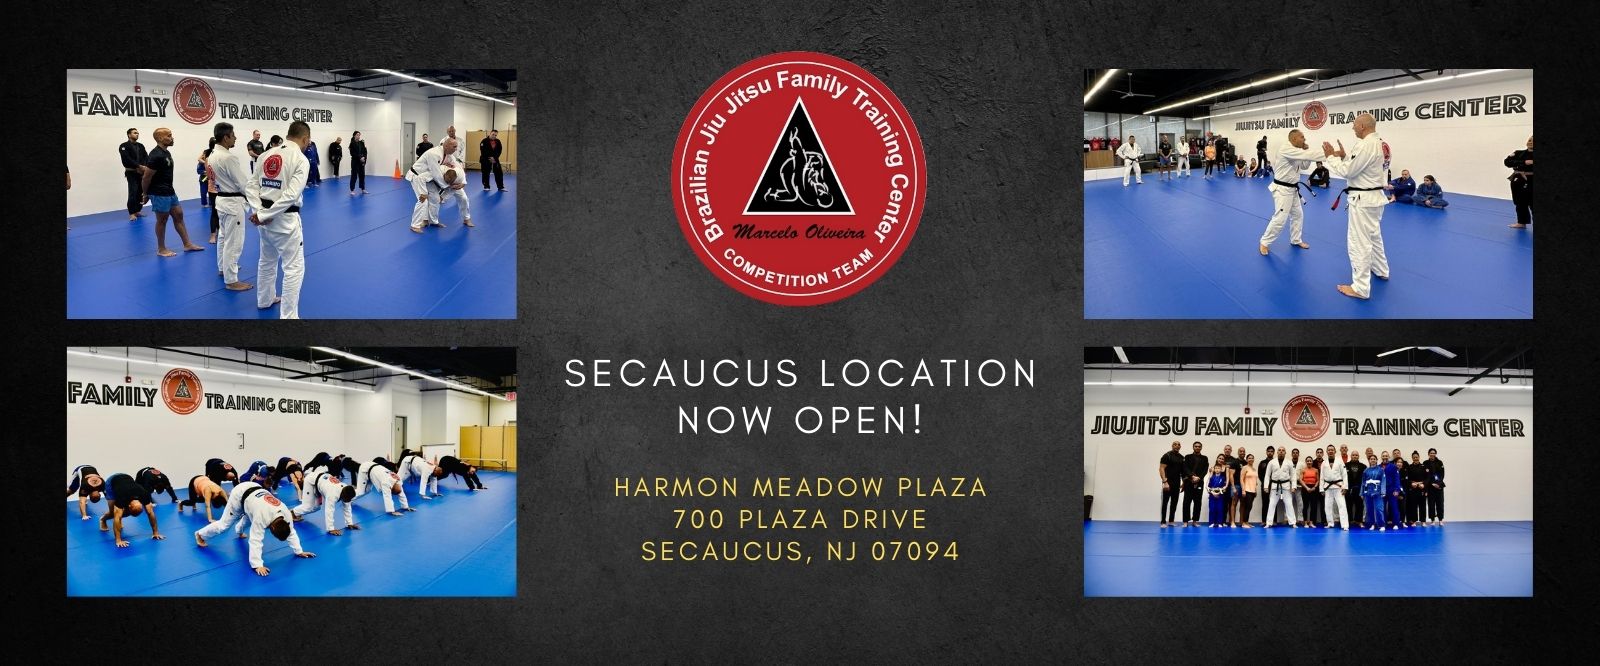 FAMILY TRAINING CENTER
Brazilian Jiu Jitsu Family Training Center
Marcelo Oliveira
COMPETITION TEAM
JIUJITSU FAMILY TRAINING CENTER
SECAUCUS LOCATION
NOW OPEN!
HARMON MEADOW PLAZA
700 PLAZA DRIVE
SECAUCUS, NJ 07094
FAMILY TRAINING CENTER
JIUJITSU FAMILY TRAINING CENTER